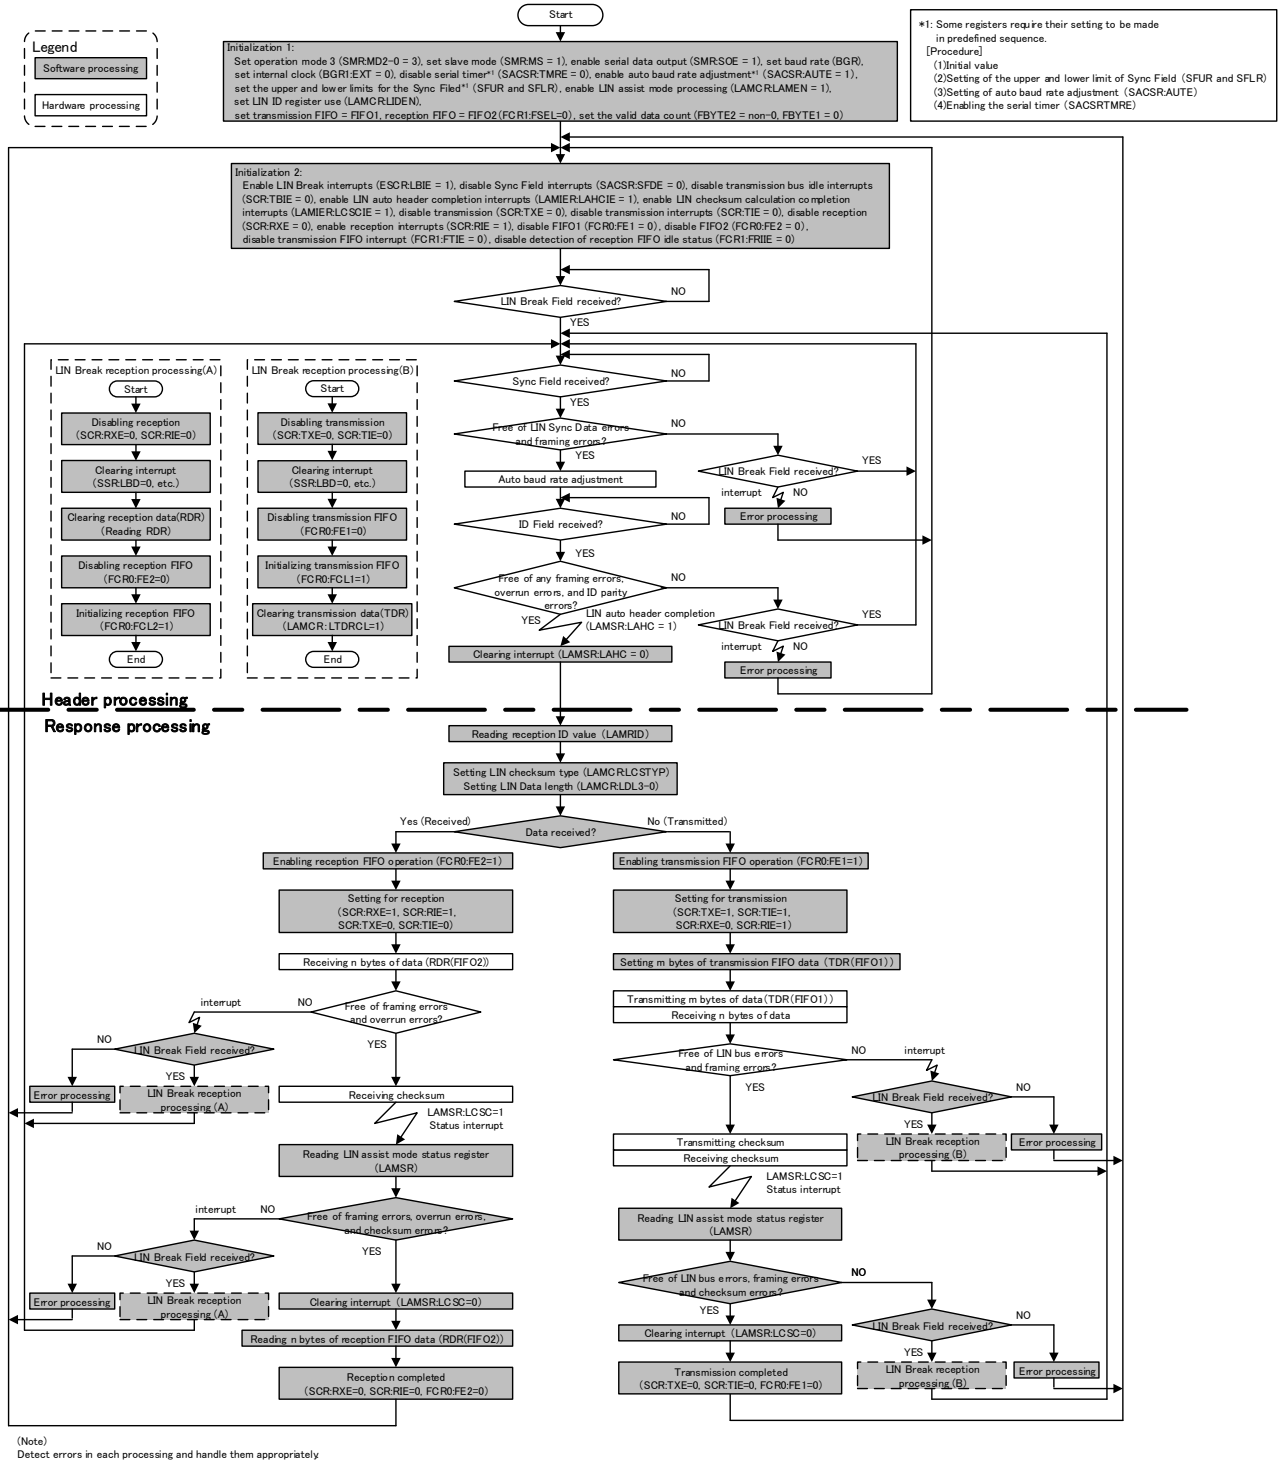 Start
*1: Some registers require their setting to be made
in predefined sequence.
[Procedure]
(1)Initial value
(2)Setting of the upper and lower limit of Sync Field (SFUR and SFLR)
(3)Setting of auto baud rate adjustment (SACSR:AUTE)
(4)Enabling the serial timer (SACSRTMRE)
Legend
Software processing
Hardware processing
Initialization 1:
Set operation mode 3 (SMR:MD2-0 = 3), set slave mode (SMR:MS = 1), enable serial data output (SMR:SOE = 1), set baud rate (BGR)
set internal clock (BGR1:EXT = 0), disable serial timer*1 (SACSR:TMRE = 0), enable auto baud rate adjustment*1 (SACSR:AUTE = 1),
set the upper and lower limits for the Sync Filed*1 (SFUR and SFLR), enable LIN assist mode processing (LAMCR:LAMEN = 1),
set LIN ID register use (LAMCR:LIDEN),
set transmission FIFO = FIFO1, reception FIFO = FIFO2(FCR1:FSEL=0), set the valid data count (FBYTE2 = non-0, FBYTE1 = 0)
Initialization 2:
Enable LIN Break interrupts (ESCR:LBIE = 1), disable Sync Field interrupts (SACSR:SFDE = 0), disable transmission bus idle interrupts
(SCR:TBIE = 0), enable LIN auto header completion interrupts (LAMIER:LAHCIE = 1), enable LIN checksum calculation completion
interrupts (LAMIER:LCSCIE = 1), disable transmission (SCR:TXE = 0), disable transmission interrupts (SCR:TIE = 0), disable reception
(SCR:RXE = 0), enable reception interrupts (SCR:RIE = 1), disable FIFO1 (FCR0:FE1 = 0), disable FIFO2 (FCR0:FE2 = 0),
disable transmission FIFO interrupt (FCR1:FTIE = 0), disable detection of reception FIFO idle status (FCR1:FRIIE = 0)
LIN Break Field received?
NO
YES
LIN Break reception processing(A)
Start
Disabling reception
(SCR:RXE=0, SCR:RIE=0)
Clearing interrupt
(SSR:LBD=0, etc.)
Clearing reception data(RDR)
(Reading RDR)
Disabling reception FIFO
(FCR0:FE2=0)
Initializing reception FIFO
(FCR0:FCL2=1)
End
LIN Break reception processing(B)
Start
Disabling transmission
(SCR:TXE=0, SCR:TIE=0)
Clearing interrupt
(SSR:LBD=0, etc.)
Disabling transmission FIFO
(FCR0:FE1=0)
Initializing transmission FIFO
(FCR0:FCL1=1)
Clearing transmission data(TDR)
(LAMCR: LTDRCL=1)
End
Sync Field received?
NO
YES
Free of LIN Sync Data errors
and framing errors?
NO
YES
LIN Break Field received?
YES
interrupt
NO
Error processing
Auto baud rate adjustment
ID Field received?
NO
YES
Free of any framing errors,
overrun errors, and ID parity
errors?
NO
YES
LIN auto header completion
(LAMSR:LAHC = 1)
LIN Break Field received?
YES
interrupt
NO
Error processing
Clearing interrupt (LAMSR:LAHC = 0)
Header processing
Response processing
Reading reception ID value (LAMRID)
Setting LIN checksum type (LAMCR:LCSTYP)
Setting LIN Data length (LAMCR:LDL3-0)
Data received?
Yes (Received)
No (Transmitted)
Enabling reception FIFO operation (FCR0:FE2=1)
Setting for reception
(SCR:RXE=1, SCR:RIE=1,
SCR:TXE=0, SCR:TIE=0)
Receiving n bytes of data (RDR(FIFO2))
Free of framing errors
and overrun errors?
NO
interrupt
YES
LIN Break Field received?
NO
YES
Error processing
LIN Break reception
processing (A)
Receiving checksum
LAMSR:LCSC=1
Status interrupt
Reading LIN assist mode status register
(LAMSR)
Free of framing errors, overrun errors,
and checksum errors?
NO
interrupt
YES
LIN Break Field received?
NO
YES
Error processing
LIN Break reception
processing (A)
Clearing interrupt (LAMSR:LCSC=0)
Reading n bytes of reception FIFO data (RDR(FIFO2))
Reception completed
(SCR:RXE=0, SCR:RIE=0, FCR0:FE2=0)
Enabling transmission FIFO operation (FCR0:FE1=1)
Setting for transmission
(SCR:TXE=1, SCR:TIE=1,
SCR:RXE=0, SCR:RIE=1)
Setting m bytes of transmission FIFO data (TDR(FIFO1))
Transmitting m bytes of data(TDR(FIFO1))
Receiving n bytes of data
Free of LIN bus errors
and framing errors?
NO
interrupt
YES
LIN Break Field received?
NO
YES
LIN Break reception
processing (B)
Error processing
Transmitting checksum
Receiving checksum
LAMSR:LCSC=1
Status interrupt
Reading LIN assist mode status register
(LAMSR)
Free of LIN bus errors, framing errors
and checksum errors?
NO
YES
LIN Break Field received?
NO
YES
LIN Break reception
processing (B)
Error processing
Clearing interrupt (LAMSR:LCSC=0)
Transmission completed
(SCR:TXE=0, SCR:TIE=0, FCR0:FE1=0)
(Note)
Detect errors in each processing and handle them appropriately.